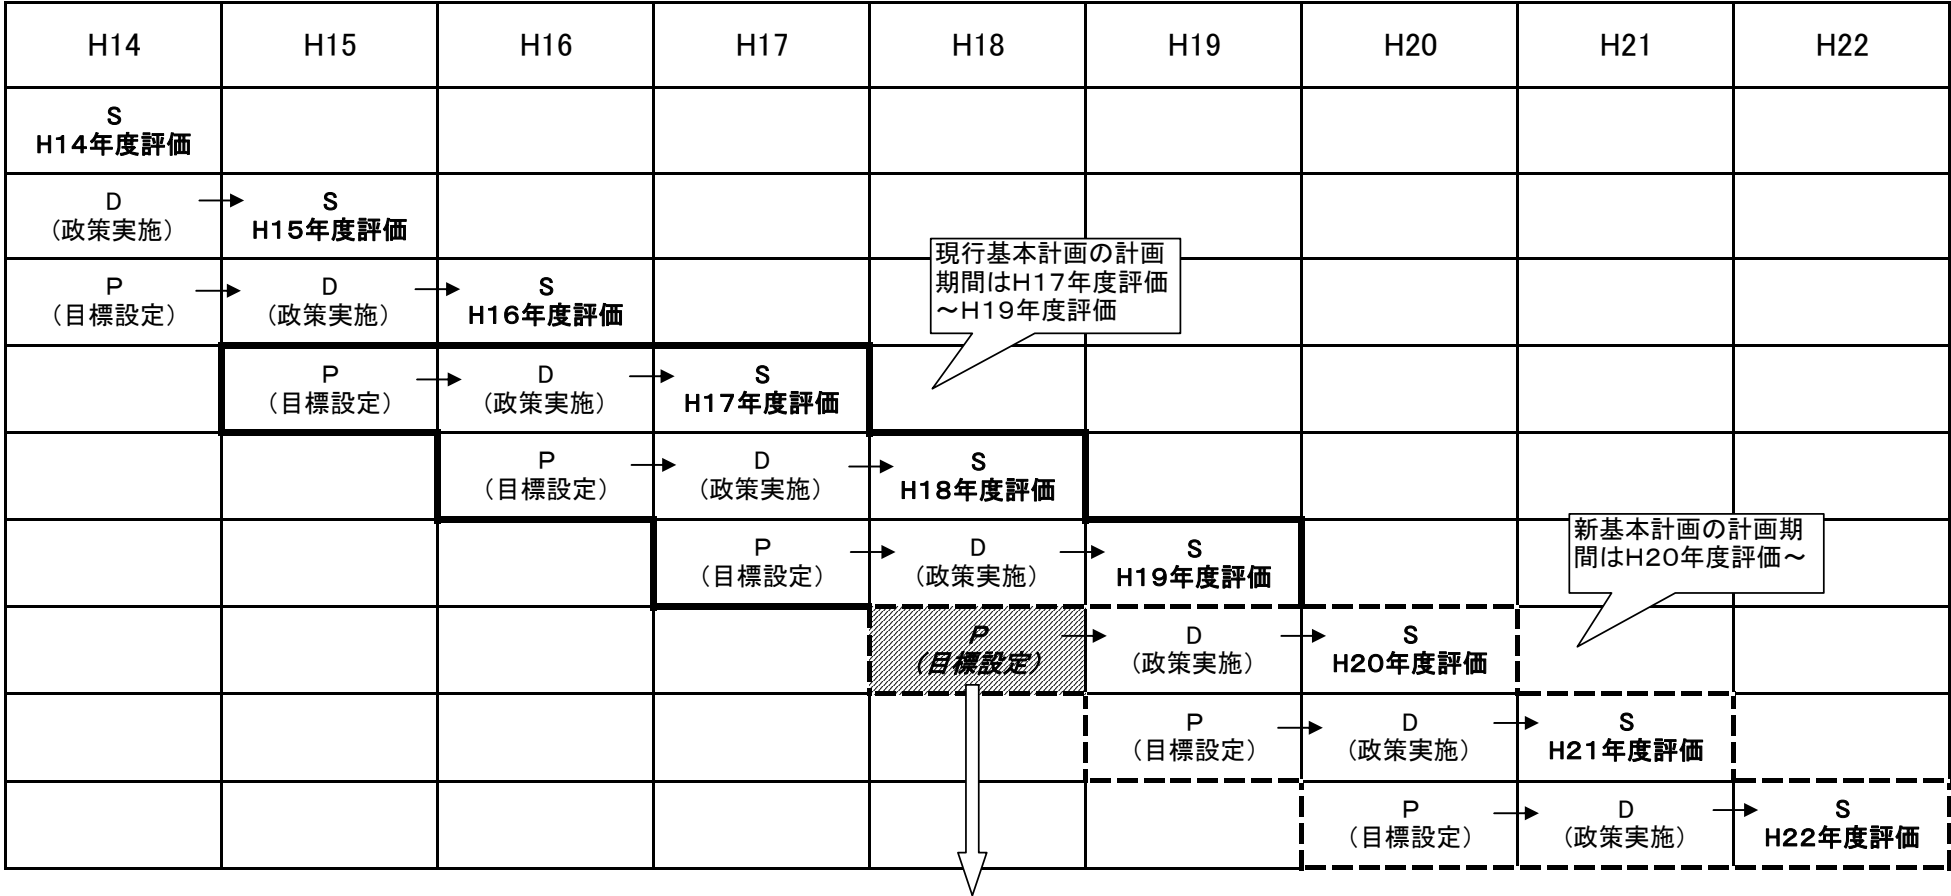 H14 H15 H16 H17 H18 H19 H20 H21 H22
S
H14年度評価
D → S
(政策実施) H15年度評価
現行基本計画の計画
期間はH17年度評価
～H19年度評価
P → D → S
(目標設定) (政策実施) H16年度評価
P → D → S
(目標設定) (政策実施) H17年度評価
P → D → S
(目標設定) (政策実施) H18年度評価
新基本計画の計画期
間はH20年度評価～
P → D → S
(目標設定) (政策実施) H19年度評価
P → D → S
(目標設定) (政策実施) H20年度評価
P → D → S
(目標設定) (政策実施) H21年度評価
P → D → S
(目標設定) (政策実施) H22年度評価